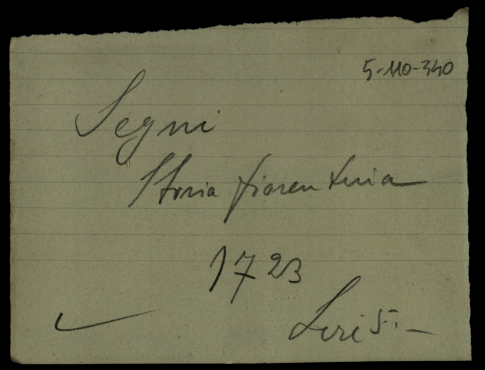 5-110-340
Segni
Storia fiorentina
1723
Lire 5.-